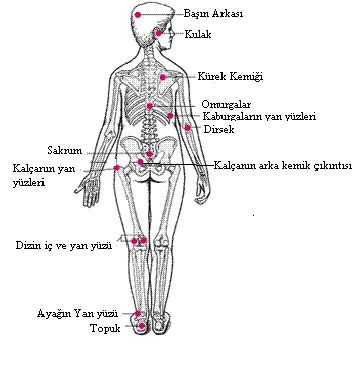 Başın Arkası
Kulak
Kürek Kemiği
Omurgalar
Kaburgaların yan yüzleri
Dirsek
Sakrum
Kalçanın yan
yüzleri
Kalçanın arka kemik çıkıntısı
Dizin iç ve yan yüzü
Ayağın Yan yüzü
Topuk